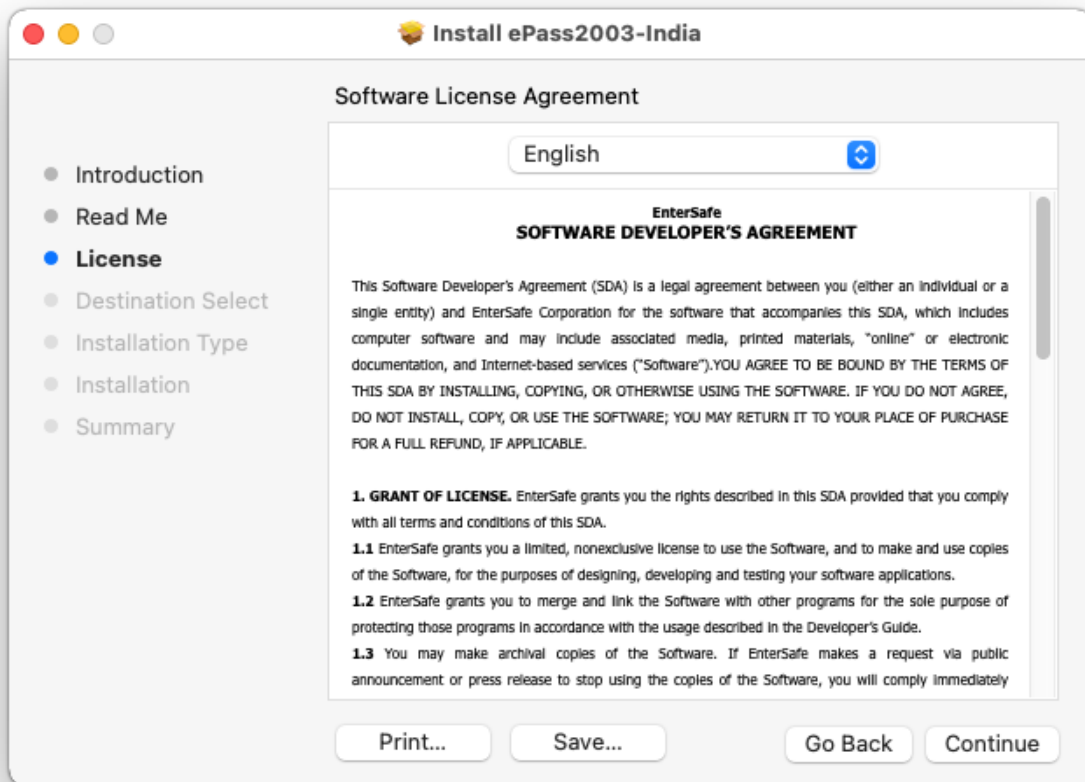 Install ePass2003-India
Software License Agreement
Introduction
Read Me
License
Destination Select
Installation Type
Installation
Summary
English
EnterSafe
SOFTWARE DEVELOPER'S AGREEMENT
This Software Developer's Agreement (SDA) is a legal agreement between you (either an individual or a
single entity) and EnterSafe Corporation for the software that accompanies this SDA, which includes
computer software and may include associated media, printed materials, "online" or electronic
documentation, and Internet-based services ("Software").YOU AGREE TO BE BOUND BY THE TERMS OF
THIS SDA BY INSTALLING, COPYING, OR OTHERWISE USING THE SOFTWARE. IF YOU DO NOT AGREE,
DO NOT INSTALL, COPY, OR USE THE SOFTWARE; YOU MAY RETURN IT TO YOUR PLACE OF PURCHASE
FOR A FULL REFUND, IF APPLICABLE.
1. GRANT OF LICENSE. EnterSafe grants you the rights described in this SDA provided that you comply
with all terms and conditions of this SDA.
1.1 EnterSafe grants you a limited, nonexclusive license to use the Software, and to make and use copies
of the Software, for the purposes of designing, developing and testing your software applications.
1.2 EnterSafe grants you to merge and link the Software with other programs for the sole purpose of
protecting those programs in accordance with the usage described in the Developer's Guide.
1.3 You may make archival copies of the Software. If EnterSafe makes a request via public
announcement or press release to stop using the copies of the Software, you will comply immediately
Print...
Save...
Go Back
Continue